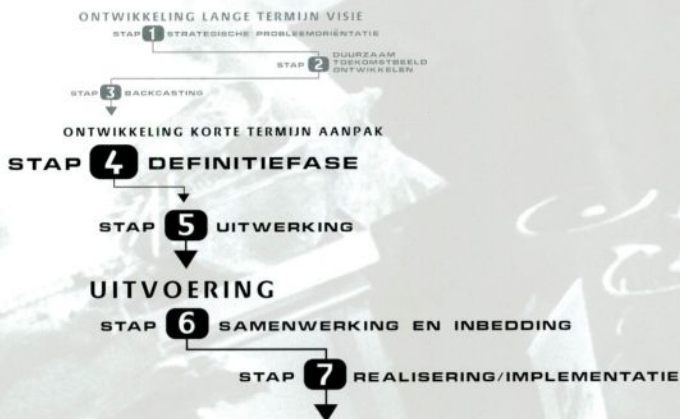 ONTWIKKELING LANGE TERMIJN VISIE
STAP 1 STRATEGISCHE PROBLEEMORIËNTATIE
STAP 2 DUURZAAM
TOEKOMSTBEELD
ONTWIKKELEN
STAP 3 BACKCASTING
ONTWIKKELING KORTE TERMIJN AANPAK
STAP 4 DEFINITIEFASE
STAP 5 UITWERKING
UITVOERING
STAP 6 SAMENWERKING EN INBEDDING
STAP 7 REALISERING/IMPLEMENTATIE